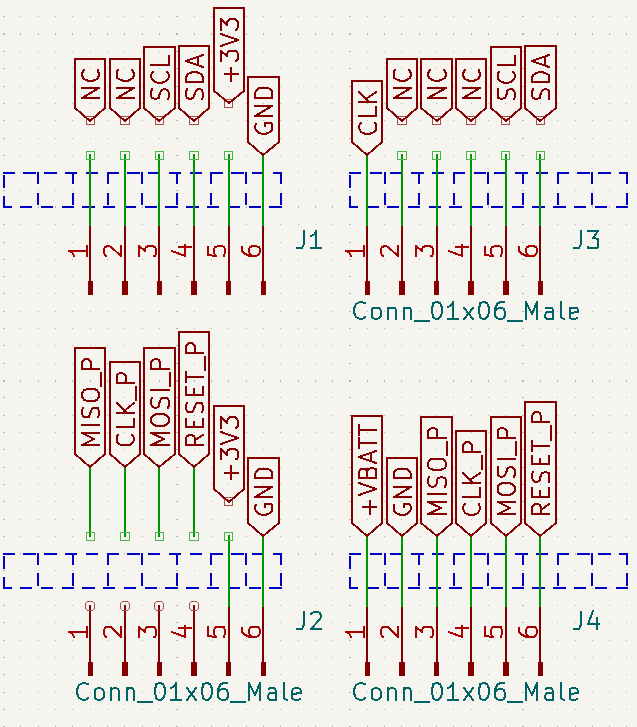 NC NC SCL SDA +3V3 GND
1 2 3 4 5 6 J1
CLK NC NC NC SCL SDA
1 2 3 4 5 6 J3
Conn_01x06_Male
MISO_P CLK_P MOSI_P RESET_P +3V3 GND
1 2 3 4 5 6 J2
Conn_01x06_Male
+VBATT GND MISO_P CLK_P MOSI_P RESET_P
1 2 3 4 5 6 J4
Conn_01x06_Male